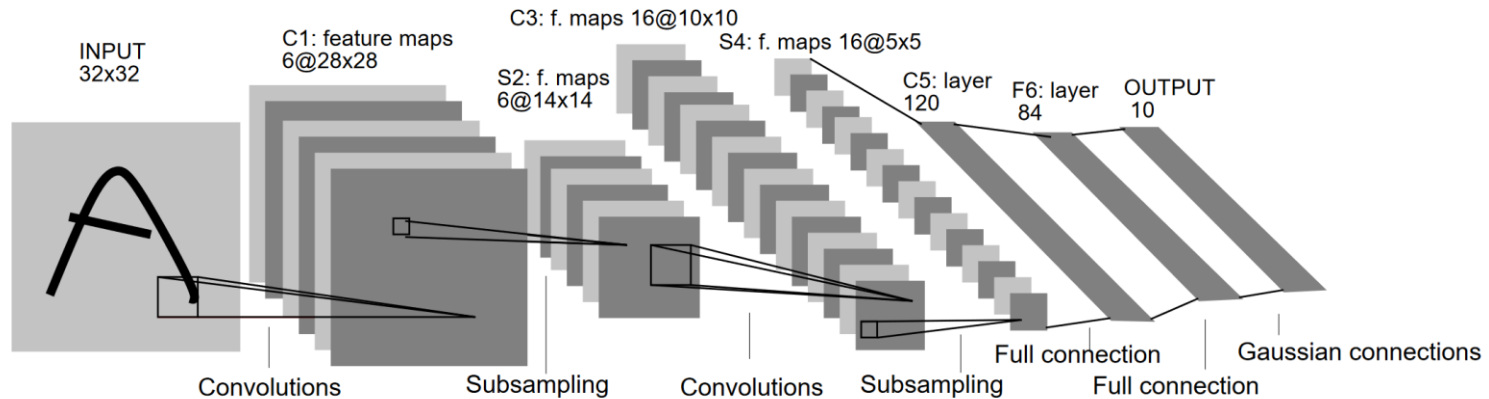 INPUT
32x32
C1: feature maps
6@28x28
S2: f. maps
6@14x14
C3: f. maps 16@10x10
S4: f. maps 16@5x5
C5: layer
120
F6: layer
84
OUTPUT
10
Convolutions
Subsampling
Convolutions
Subsampling
Full connection
Full connection
Gaussian connections